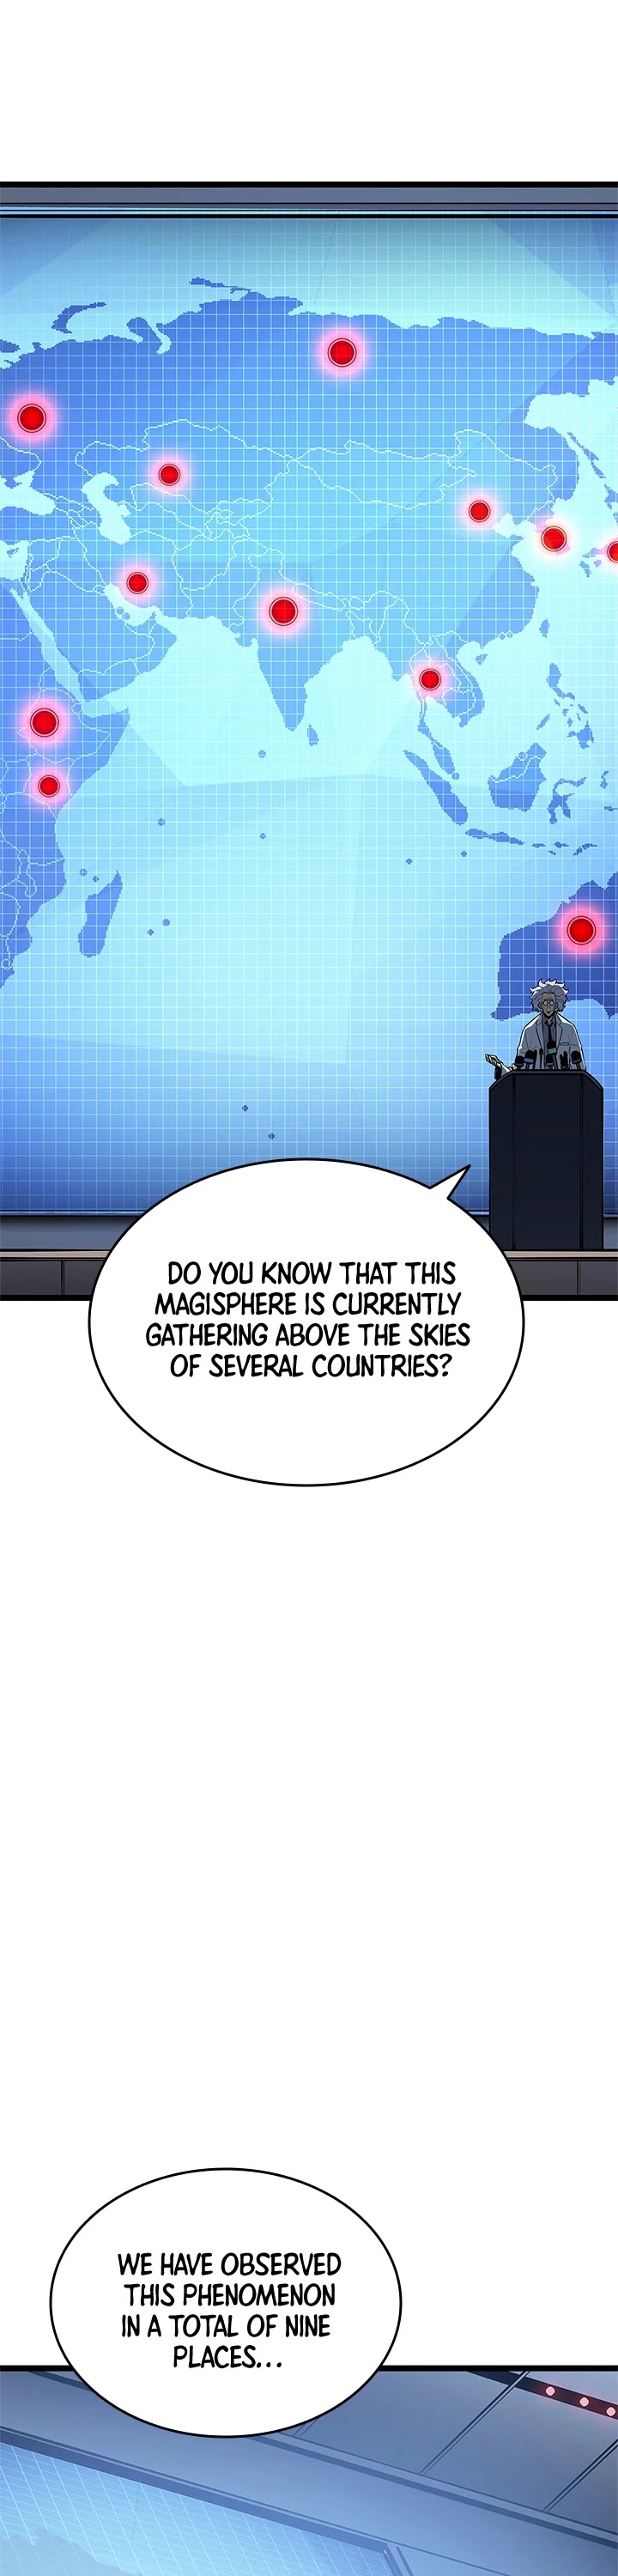 DO YOU KNOW THAT THIS
MAGISPHERE IS CURRENTLY
GATHERING ABOVE THE SKIES
OF SEVERAL COUNTRIES?
WE HAVE OBSERVED
THIS PHENOMENON
IN A TOTAL OF NINE
PLACES...